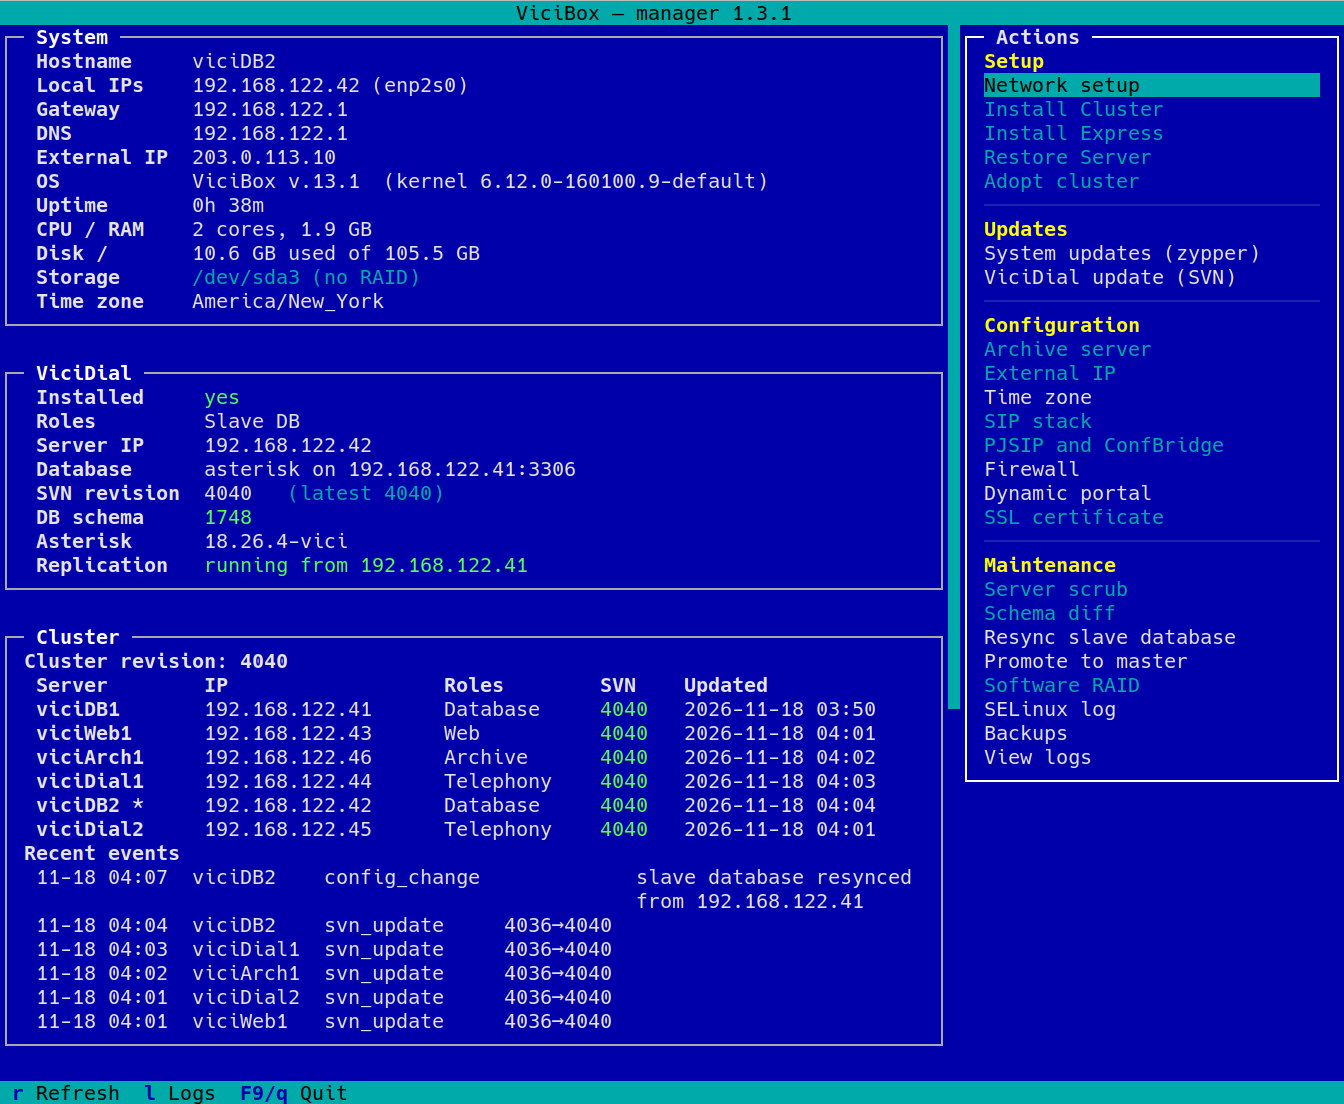 ViciBox — manager 1.3.1
System
Hostname viciDB2
Local IPs 192.168.122.42 (enp2s0)
Gateway 192.168.122.1
DNS 192.168.122.1
External IP 203.0.113.10
OS ViciBox v.13.1 (kernel 6.12.0-160100.9-default)
Uptime 0h 38m
CPU / RAM 2 cores, 1.9 GB
Disk / 10.6 GB used of 105.5 GB
Storage /dev/sda3 (no RAID)
Time zone America/New_York
ViciDial
Installed yes
Roles Slave DB
Server IP 192.168.122.42
Database asterisk on 192.168.122.41:3306
SVN revision 4040 (latest 4040)
DB schema 1748
Asterisk 18.26.4-vici
Replication running from 192.168.122.41
Cluster
Cluster revision: 4040
Server IP Roles SVN Updated
viciDB1 192.168.122.41 Database 4040 2026-11-18 03:50
viciWeb1 192.168.122.43 Web 4040 2026-11-18 04:01
viciArch1 192.168.122.46 Archive 4040 2026-11-18 04:02
viciDial1 192.168.122.44 Telephony 4040 2026-11-18 04:03
viciDB2 * 192.168.122.42 Database 4040 2026-11-18 04:04
viciDial2 192.168.122.45 Telephony 4040 2026-11-18 04:01
Recent events
11-18 04:07 viciDB2 config_change slave database resynced
from 192.168.122.41
11-18 04:04 viciDB2 svn_update 4036→4040
11-18 04:03 viciDial1 svn_update 4036→4040
11-18 04:02 viciArch1 svn_update 4036→4040
11-18 04:01 viciDial2 svn_update 4036→4040
11-18 04:01 viciWeb1 svn_update 4036→4040
Actions
Setup
Network setup
Install Cluster
Install Express
Restore Server
Adopt cluster
Updates
System updates (zypper)
ViciDial update (SVN)
Configuration
Archive server
External IP
Time zone
SIP stack
PJSIP and ConfBridge
Firewall
Dynamic portal
SSL certificate
Maintenance
Server scrub
Schema diff
Resync slave database
Promote to master
Software RAID
SELinux log
Backups
View logs
r Refresh l Logs F9/q Quit